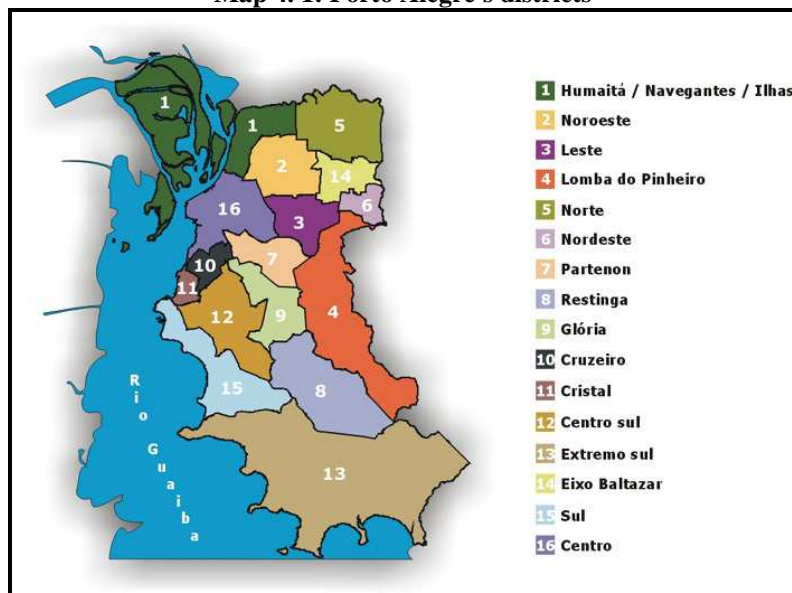 Map 4. 1: Porto Alegre's districts
1 Humaitá / Navegantes / Ilhas
2 Noroeste
3 Leste
4 Lomba do Pinheiro
5 Norte
6 Nordeste
7 Partenon
8 Restinga
9 Glória
10 Cruzeiro
11 Cristal
12 Centro sul
13 Extremo sul
14 Eixo Baltazar
15 Sul
16 Centro
1
1
5
2
14
6
16
3
10
7
11
12
9
4
15
8
13
Rio Guaiba